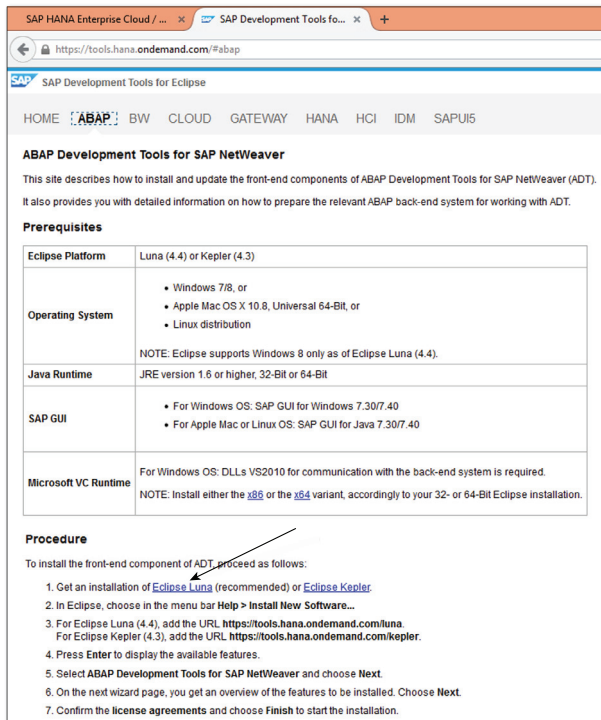 SAP HANA Enterprise Cloud / ... × SAP Development Tools fo... × +
https://tools.hana.ondemand.com/#abap
SAP SAP Development Tools for Eclipse
HOME ABAP BW CLOUD GATEWAY HANA HCI IDM SAPUI5
ABAP Development Tools for SAP NetWeaver
This site describes how to install and update the front-end components of ABAP Development Tools for SAP NetWeaver (ADT).
It also provides you with detailed information on how to prepare the relevant ABAP back-end system for working with ADT.
Prerequisites
Eclipse Platform Luna (4.4) or Kepler (4.3)
Operating System
• Windows 7/8, or
• Apple Mac OS X 10.8, Universal 64-Bit, or
• Linux distribution
NOTE: Eclipse supports Windows 8 only as of Eclipse Luna (4.4).
Java Runtime JRE version 1.6 or higher, 32-Bit or 64-Bit
SAP GUI
• For Windows OS: SAP GUI for Windows 7.30/7.40
• For Apple Mac or Linux OS: SAP GUI for Java 7.30/7.40
Microsoft VC Runtime
For Windows OS: DLLs VS2010 for communication with the back-end system is required.
NOTE: Install either the x86 or the x64 variant, accordingly to your 32- or 64-Bit Eclipse installation.
Procedure
To install the front-end component of ADT, proceed as follows:
1. Get an installation of Eclipse Luna (recommended) or Eclipse Kepler.
2. In Eclipse, choose in the menu bar Help > Install New Software...
3. For Eclipse Luna (4.4), add the URL https://tools.hana.ondemand.com/luna.
For Eclipse Kepler (4.3), add the URL https://tools.hana.ondemand.com/kepler.
4. Press Enter to display the available features.
5. Select ABAP Development Tools for SAP NetWeaver and choose Next.
6. On the next wizard page, you get an overview of the features to be installed. Choose Next.
7. Confirm the license agreements and choose Finish to start the installation.